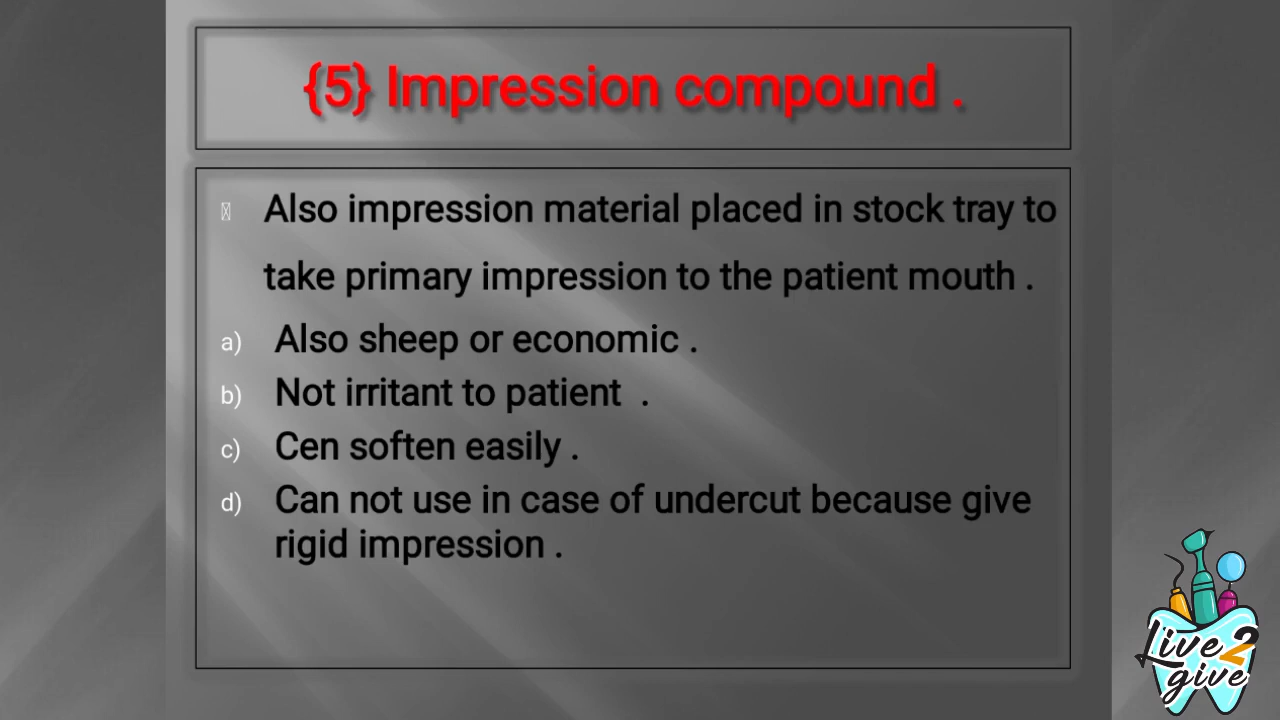 {5} Impression compound .
Also impression material placed in stock tray to
take primary impression to the patient mouth .
a) Also sheep or economic .
b) Not irritant to patient .
c) Cen soften easily .
d) Can not use in case of undercut because give
rigid impression .
Live 2
give